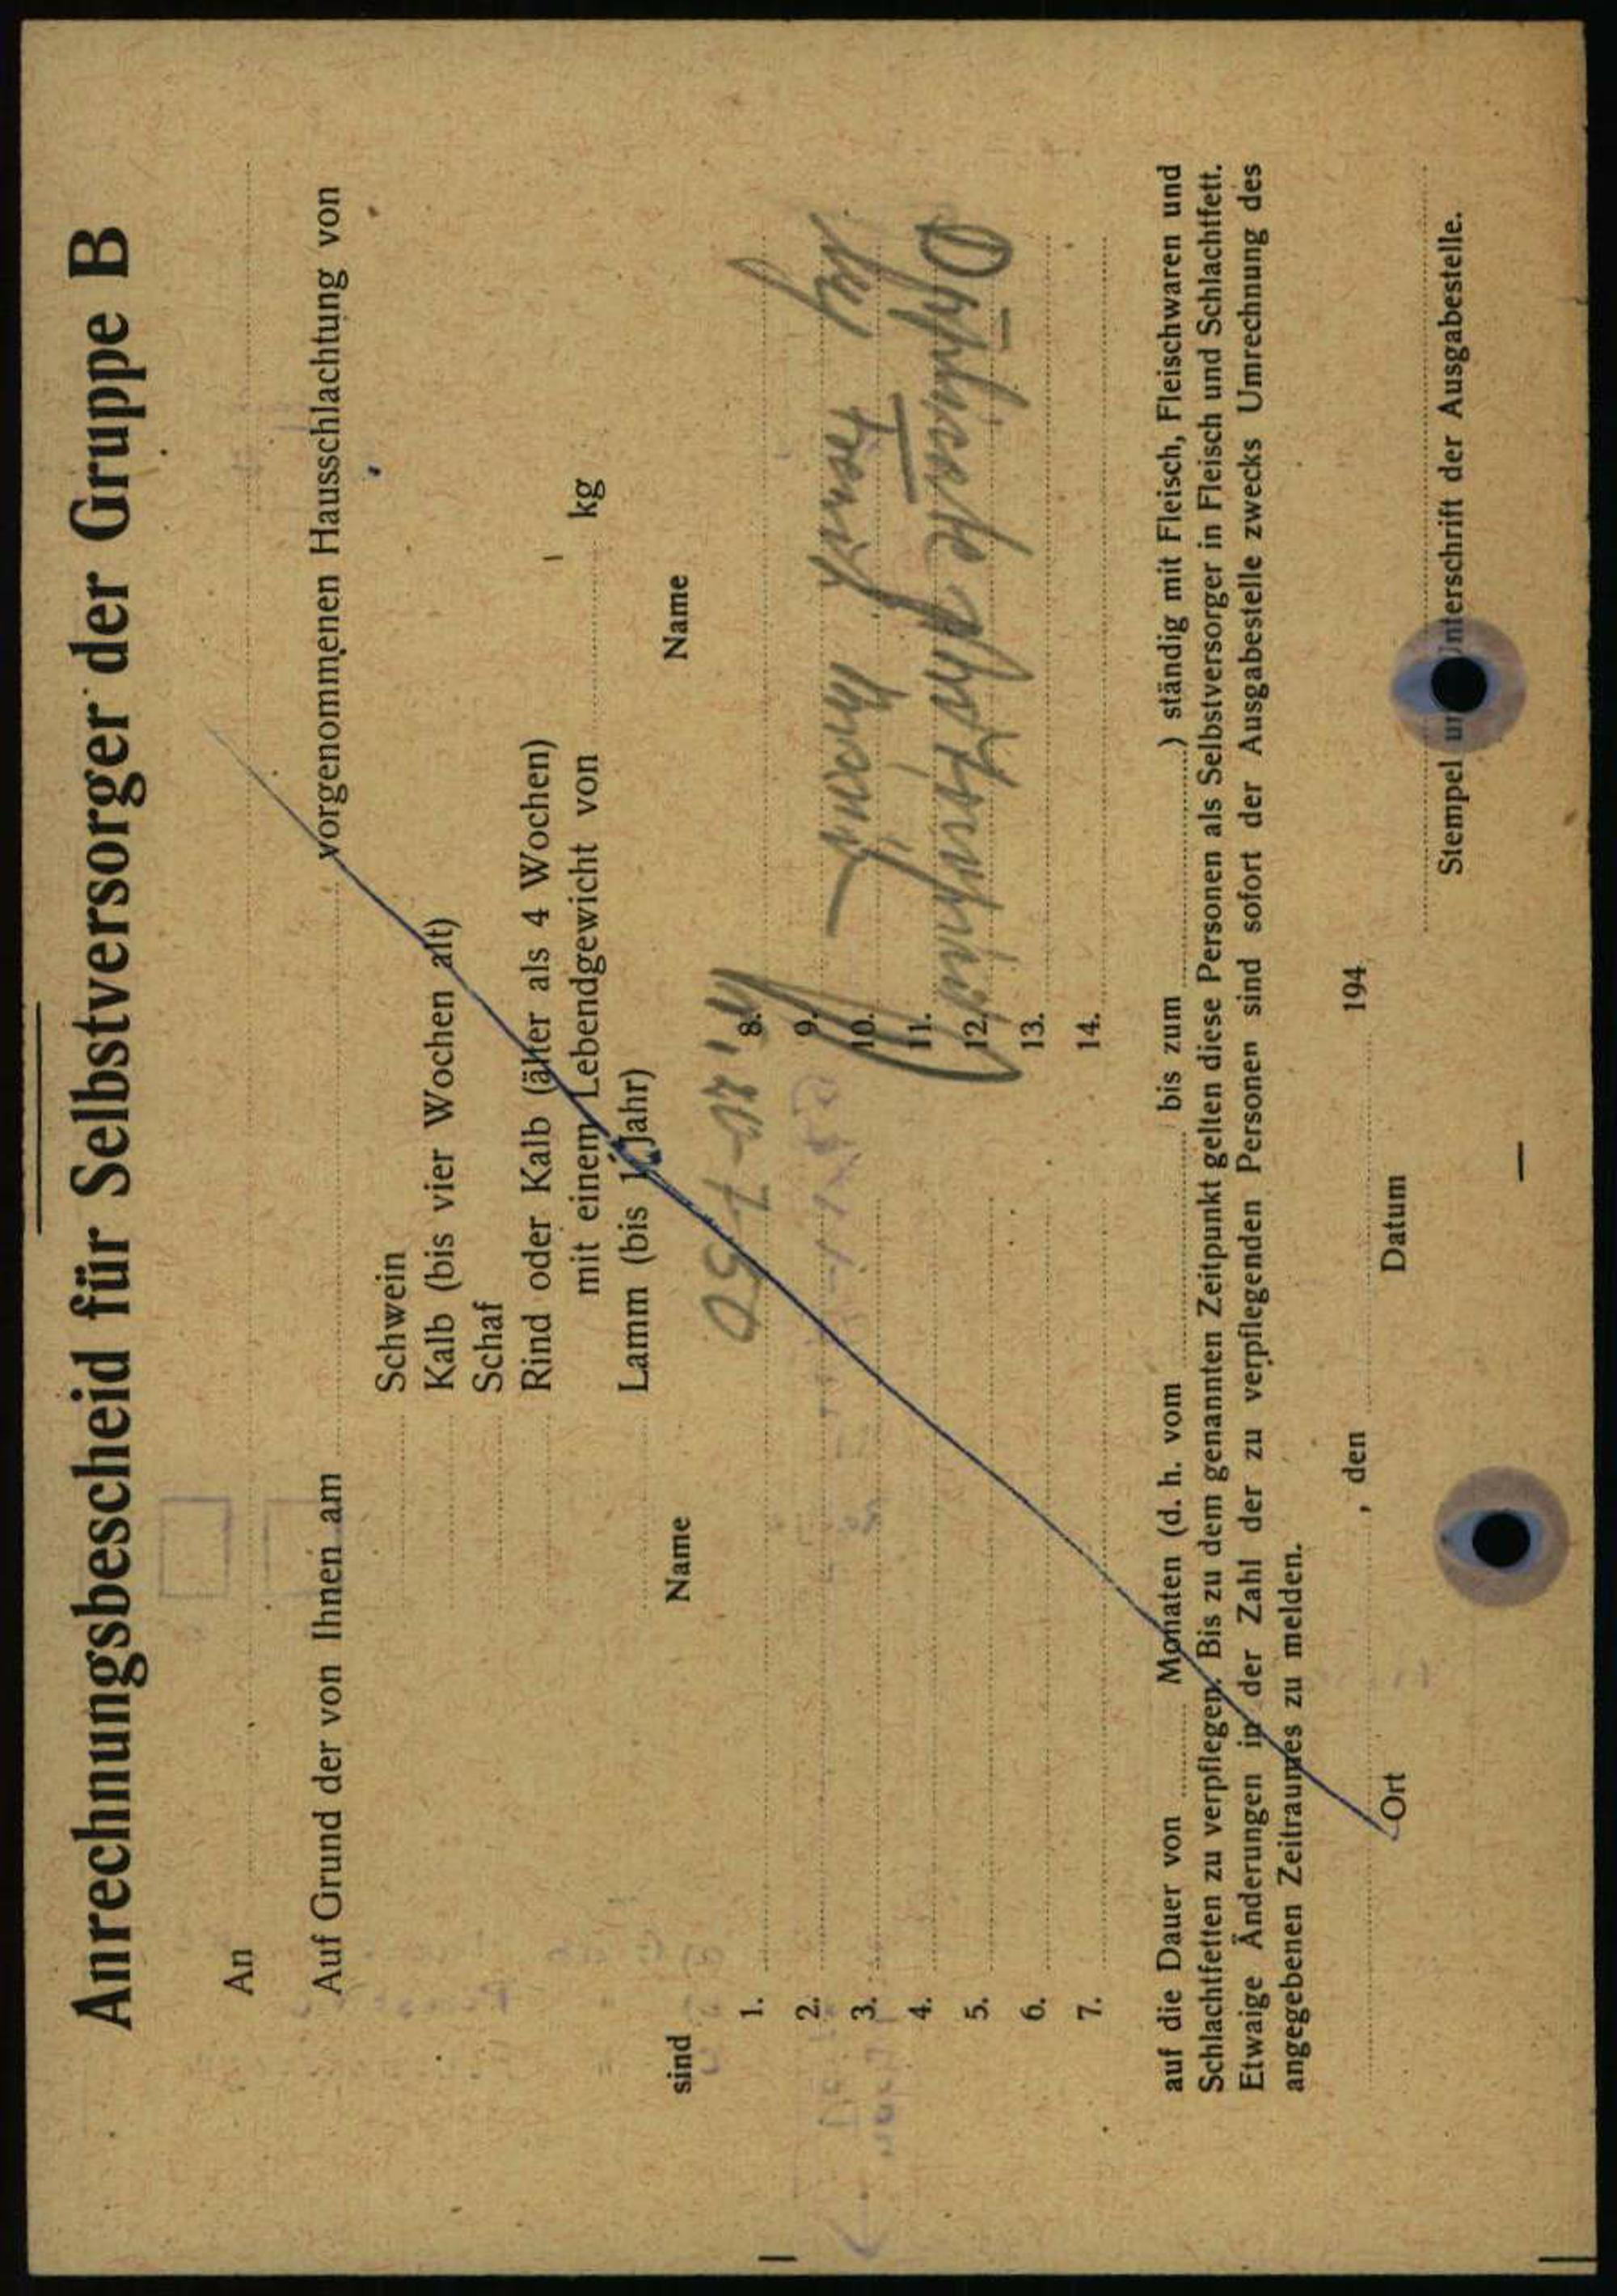 Anrechnungsbescheid für Selbstversorger der Gruppe B
An
Auf Grund der von Ihnen am vorgenommenen Hausschlachtung von
Schwein
Kalb (bis vier Wochen alt)
Schaf
Rind oder Kalb (älter als 4 Wochen)
mit einem Lebendgewicht von kg
Lamm (bis 1 Jahr)
sind Name Name
1. 8.
2. 9.
3. 10.
4. 11.
5. 12.
6. 13.
7. 14.
auf die Dauer von Monaten (d. h. vom bis zum ) ständig mit Fleisch, Fleischwaren und
Schlachtfetten zu verpflegen. Bis zu dem genannten Zeitpunkt gelten diese Personen als Selbstversorger in Fleisch und Schlachtfett.
Etwaige Änderungen in der Zahl der zu verpflegenden Personen sind sofort der Ausgabestelle zwecks Umrechnung des
angegebenen Zeitraumes zu melden.
, den 194
Ort Datum
Stempel und Unterschrift der Ausgabestelle.